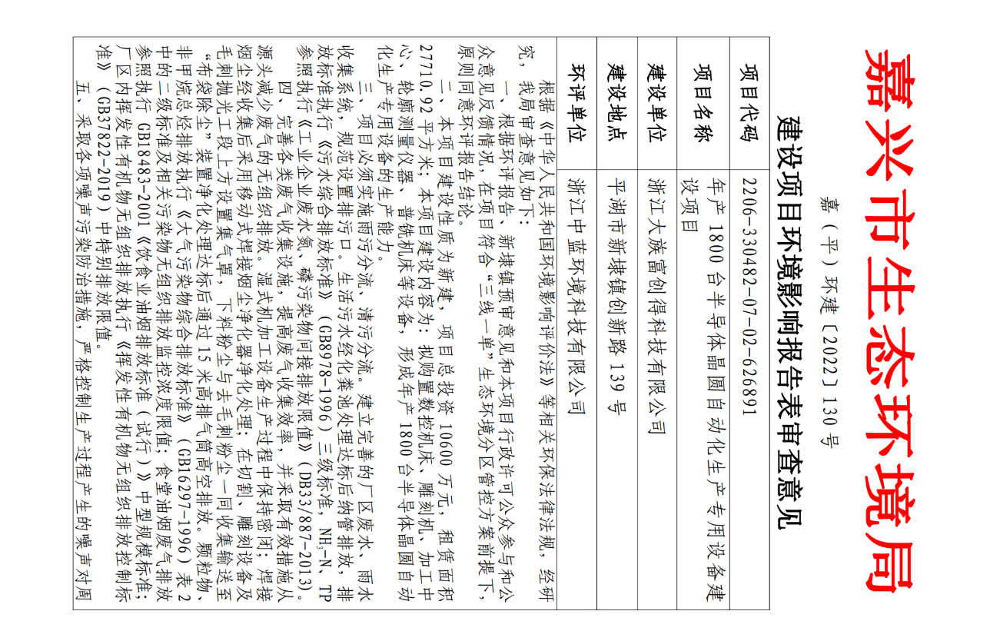 嘉兴市生态环境局
嘉（平）环建〔2022〕130 号
建设项目环境影响报告表审查意见
项目代码 2206-330482-07-02-626891
项目名称 年产 1800 台半导体晶圆自动化生产专用设备建
设项目
建设单位 浙江大族富创得科技有限公司
建设地点 平湖市新埭镇创新路 139 号
环评单位 浙江中蓝环境科技有限公司
根据《中华人民共和国环境影响评价法》等相关环保法律法规，经研
究，我局审查意见如下：
一、根据环评报告、新埭镇预审意见和本项目行政许可公众参与和公
众意见反馈情况，在项目符合“三线一单”生态环境分区管控方案前提下，
原则同意环评报告结论。
二、本项目建设性质为新建，项目总投资 10600 万元，租赁面积
27710.92 平方米；本项目建设内容为：拟购置数控机床、雕刻机、加工中
心、轮廓测量仪器、普铣机床等设备，形成年产 1800 台半导体晶圆自动
化生产专用设备的生产能力。
三、项目必须实施雨污分流、清污分流。建立完善的厂区废水、雨水
收集系统，规范设置排污口。生活污水经化粪池处理达标后纳管排放，排
放标准执行《污水综合排放标准》（GB8978-1996）三级标准，NH₃-N、TP
参照执行《工业企业废水氮、磷污染物间接排放限值》(DB33/887-2013)。
四、完善各类废气收集设施，提高废气收集效率，并采取有效措施从
源头减少废气的无组织排放。湿式机加工设备生产过程中保持密闭；焊接
烟尘经收集后采用移动式焊接烟尘净化器净化处理；在切割、雕刻设备及
毛刺抛光工段上方设置集气罩，下料粉尘与去毛刺粉尘一同收集输送至
“布袋除尘”装置净化处理达标后通过 15 米高排气筒高空排放。颗粒物、
非甲烷总烃排放执行《大气污染物综合排放标准》（GB16297-1996）表 2
中的二级标准及相关污染物无组织排放监控浓度限值；食堂油烟废气排放
参照执行 GB18483-2001《饮食业油烟排放标准（试行）》中型规模标准；
厂区内挥发性有机物无组织排放执行《挥发性有机物无组织排放控制标
准》（GB37822-2019）中特别排放限值。
五、采取各项噪声污染防治措施，严格控制生产过程产生的噪声对周